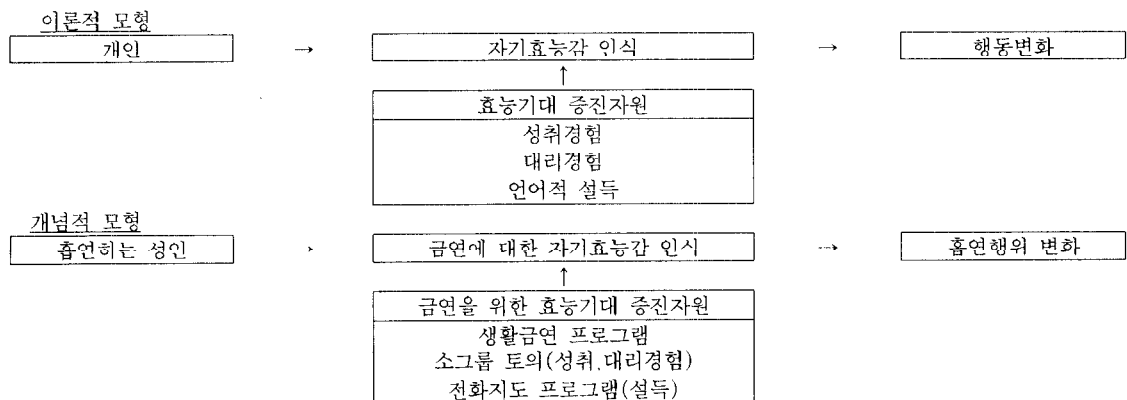 이론적 모형
개인 → 자기효능감 인식 → 행동변화
↑
효능기대 증진자원
성취경험
대리경험
언어적 설득
개념적 모형
흡연하는 성인 → 금연에 대한 자기효능감 인식 → 흡연행위 변화
↑
금연을 위한 효능기대 증진자원
생활금연 프로그램
소그룹 토의(성취,대리경험)
전화지도 프로그램(설득)